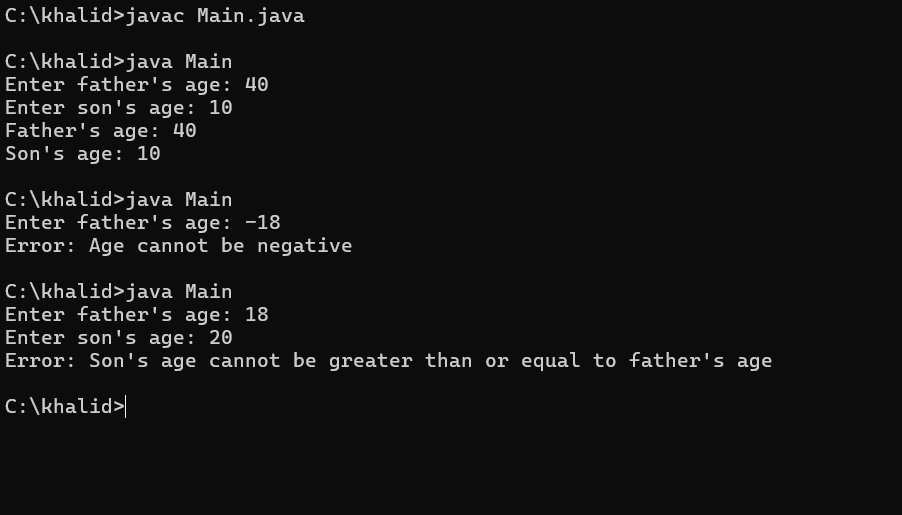 C:\khalid>javac Main.java
C:\khalid>java Main
Enter father's age: 40
Enter son's age: 10
Father's age: 40
Son's age: 10
C:\khalid>java Main
Enter father's age: -18
Error: Age cannot be negative
C:\khalid>java Main
Enter father's age: 18
Enter son's age: 20
Error: Son's age cannot be greater than or equal to father's age
C:\khalid>